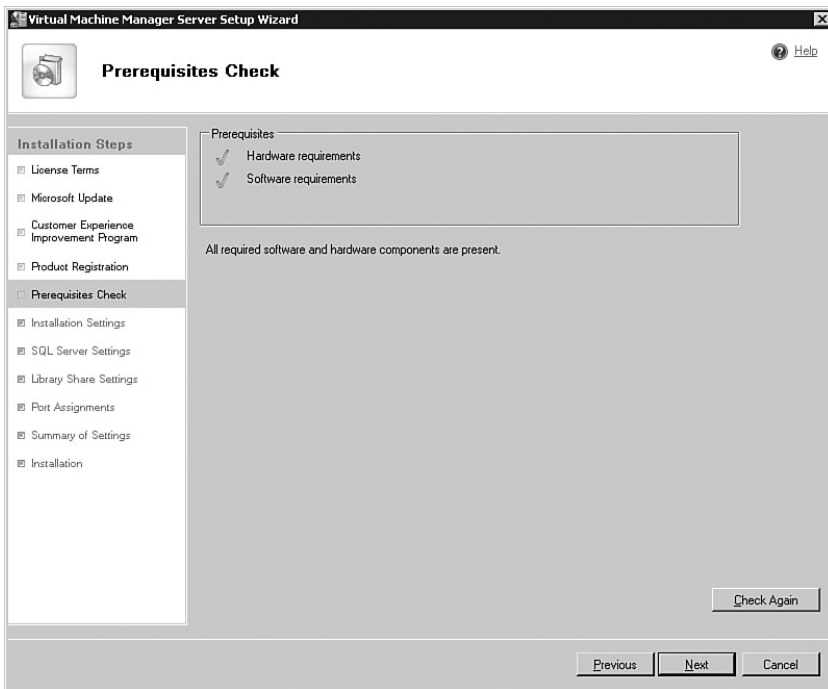 Virtual Machine Manager Server Setup Wizard
Help
Prerequisites Check
Installation Steps
License Terms
Microsoft Update
Customer Experience
Improvement Program
Product Registration
Prerequisites Check
Installation Settings
SQL Server Settings
Library Share Settings
Port Assignments
Summary of Settings
Installation
Prerequisites
Hardware requirements
Software requirements
All required software and hardware components are present.
Check Again
Previous
Next
Cancel